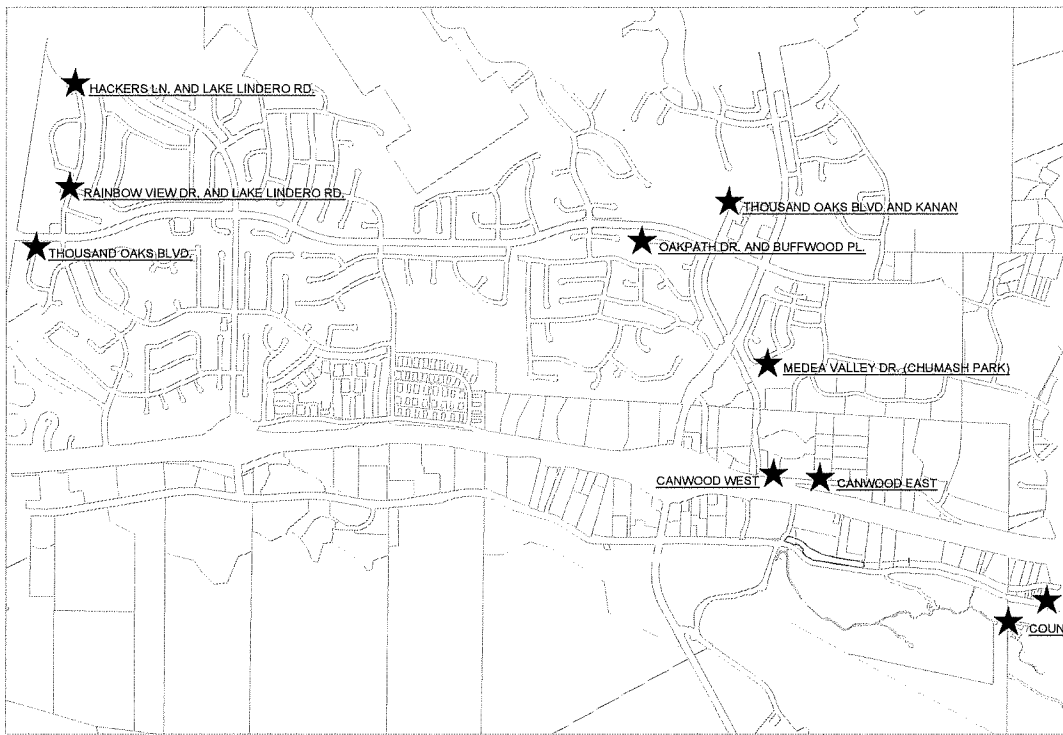 HACKERS LN. AND LAKE LINDERO RD.
RAINBOW VIEW DR. AND LAKE LINDERO RD.
THOUSAND OAKS BLVD AND KANAN
THOUSAND OAKS BLVD.
OAKPATH DR. AND BUFFWOOD PL.
MEDEA VALLEY DR. (CHUMASH PARK)
CANWOOD WEST
CANWOOD EAST
COUN